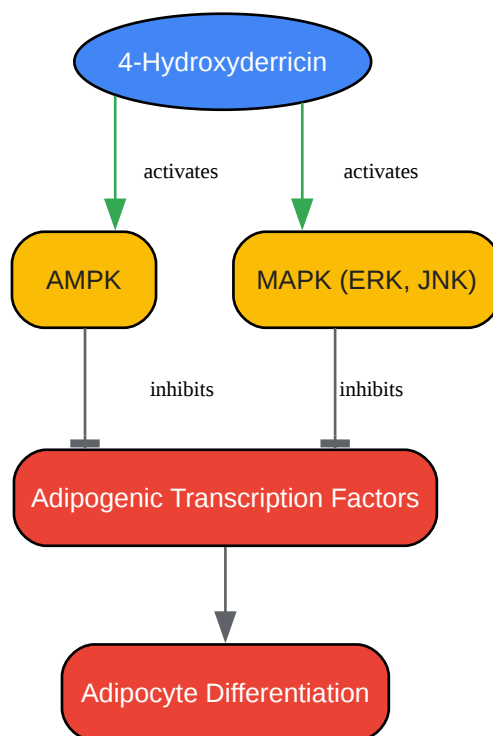 4-Hydroxyderricin
activates
activates
AMPK
MAPK (ERK, JNK)
inhibits
inhibits
Adipogenic Transcription Factors
Adipocyte Differentiation